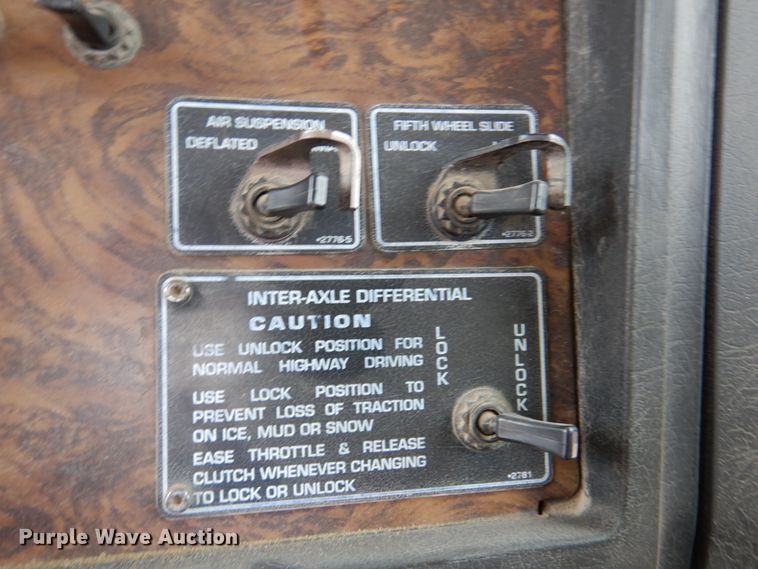 AIR SUSPENSION
DEFLATED
*2776-5
FIFTH WHEEL SLIDE
UNLOCK
*2776-2
INTER-AXLE DIFFERENTIAL
CAUTION
USE UNLOCK POSITION FOR
NORMAL HIGHWAY DRIVING
USE LOCK POSITION TO
PREVENT LOSS OF TRACTION
ON ICE, MUD OR SNOW
EASE THROTTLE & RELEASE
CLUTCH WHENEVER CHANGING
TO LOCK OR UNLOCK
LOCK
UNLOCK
*2781
Purple Wave Auction